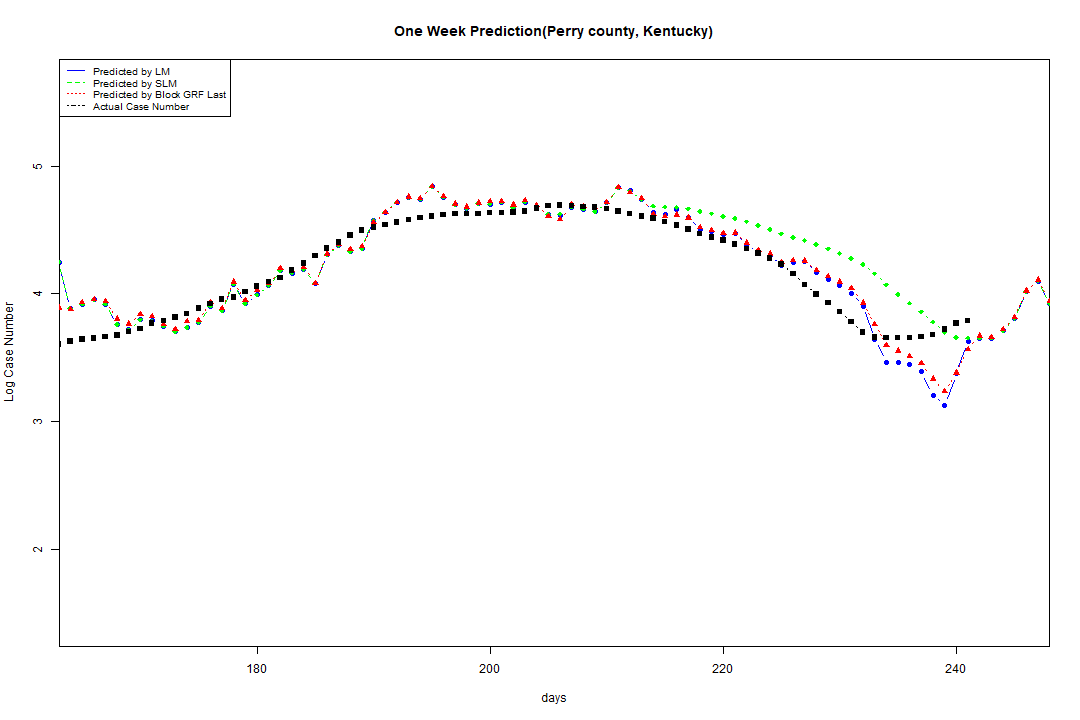 One Week Prediction(Perry county, Kentucky)
Predicted by LM
Predicted by SLM
Predicted by Block GRF Last
Actual Case Number
5
4
3
2
Log Case Number
180 200 220 240
days